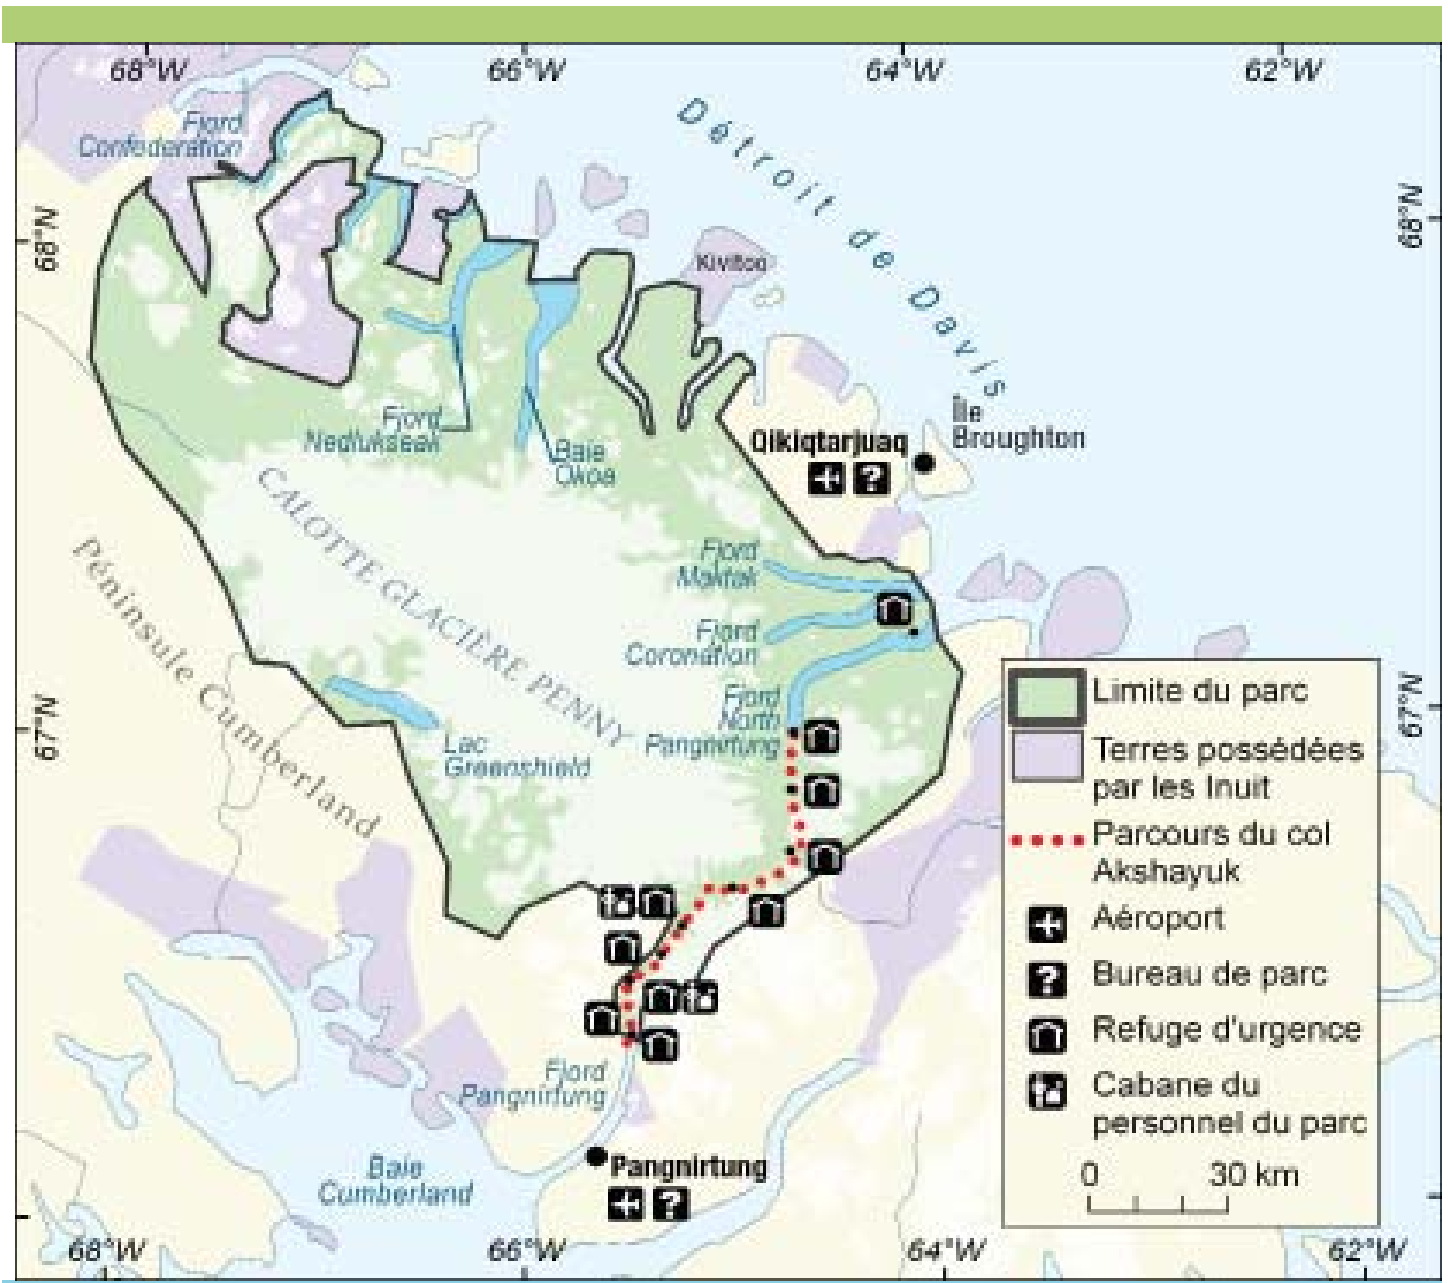 68°W
66°W
64°W
62°W
Fjord
Confederation
Détroit de Davis
68°N
68°N
Kivitoo
Île
Broughton
Fjord
Nedlukseak
Baie
Okoa
Qikiqtarjuaq
?
CALOTTE GLACIÈRE PENNY
Péninsule Cumberland
Fjord
Maktak
Fjord
Coronation
Fjord
North
Pangnirtung
67°N
67°N
Lac
Greenshield
Limite du parc
Terres possédées
par les Inuit
Parcours du col
Akshayuk
Aéroport
? Bureau de parc
Refuge d'urgence
Cabane du
personnel du parc
0 30 km
Fjord
Pangnirtung
Baie
Cumberland
Pangnirtung
?
68°W
66°W
64°W
62°W